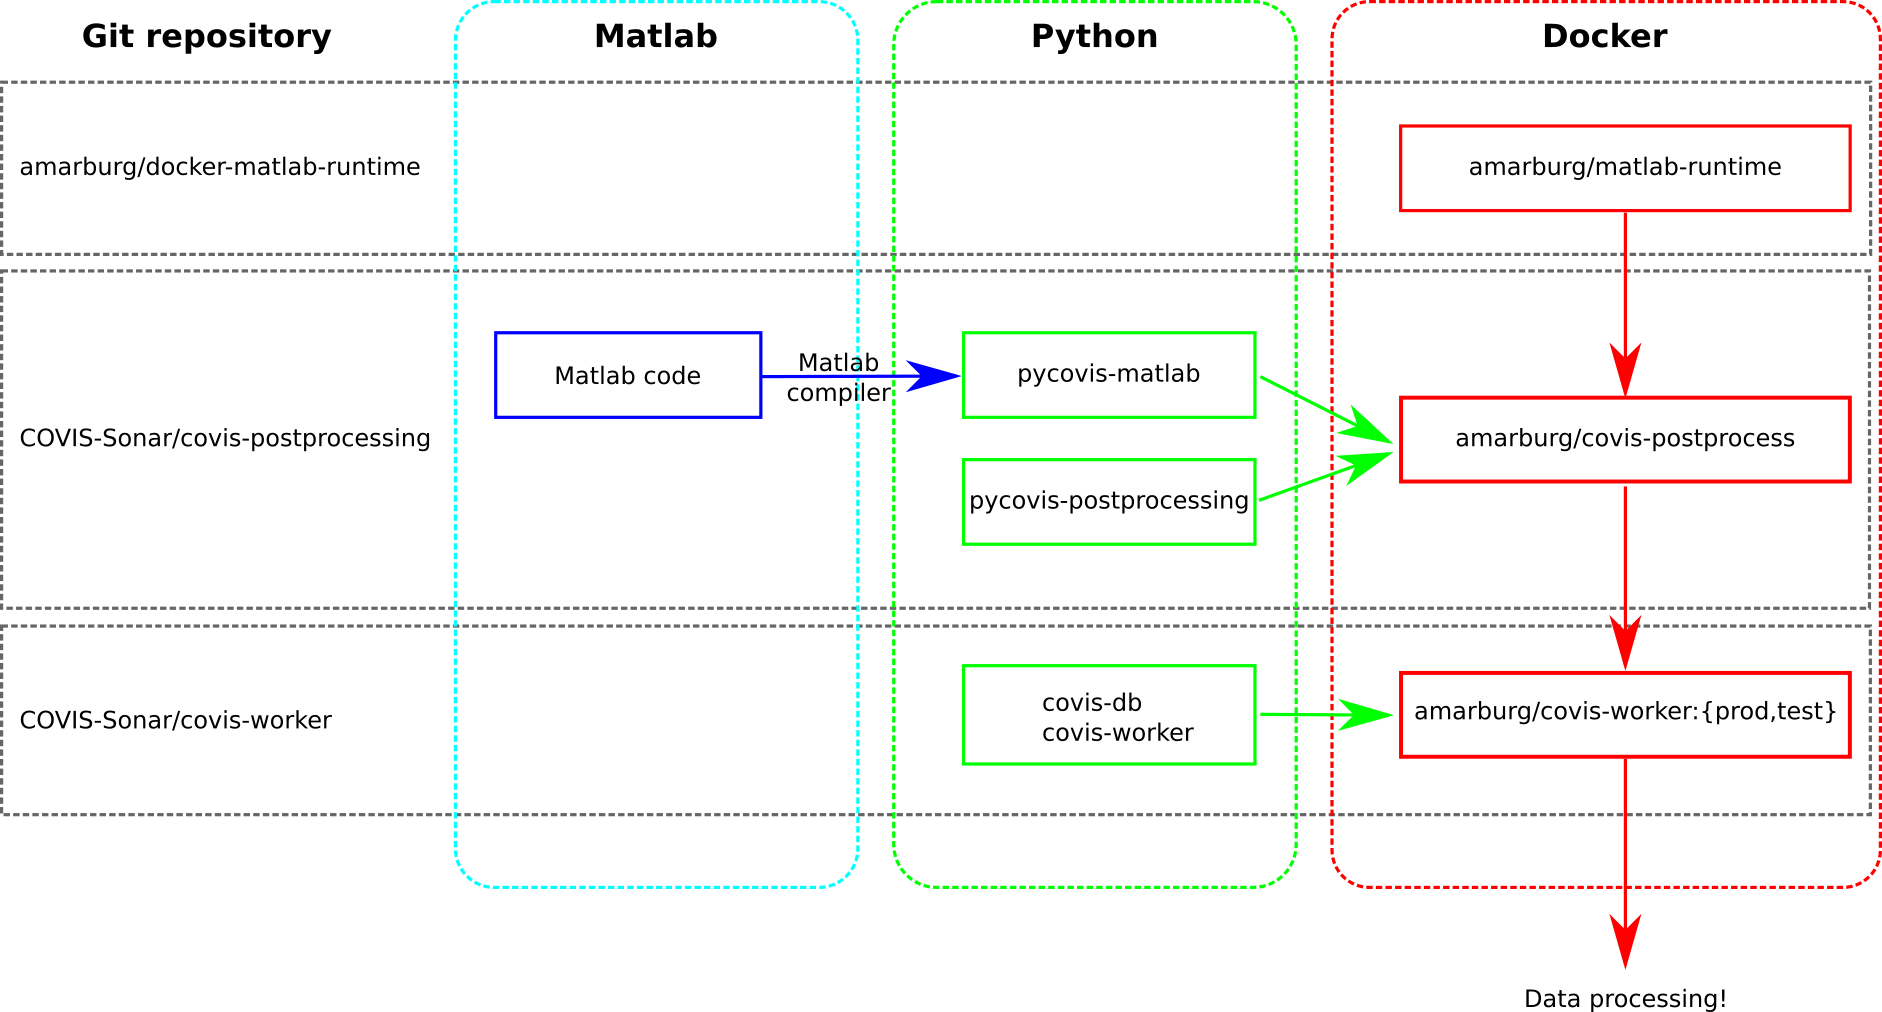 Git repository
Matlab
Python
Docker
amarburg/docker-matlab-runtime
amarburg/matlab-runtime
Matlab code
Matlab
compiler
pycovis-matlab
COVIS-Sonar/covis-postprocessing
amarburg/covis-postprocess
pycovis-postprocessing
COVIS-Sonar/covis-worker
covis-db
covis-worker
amarburg/covis-worker:{prod,test}
Data processing!